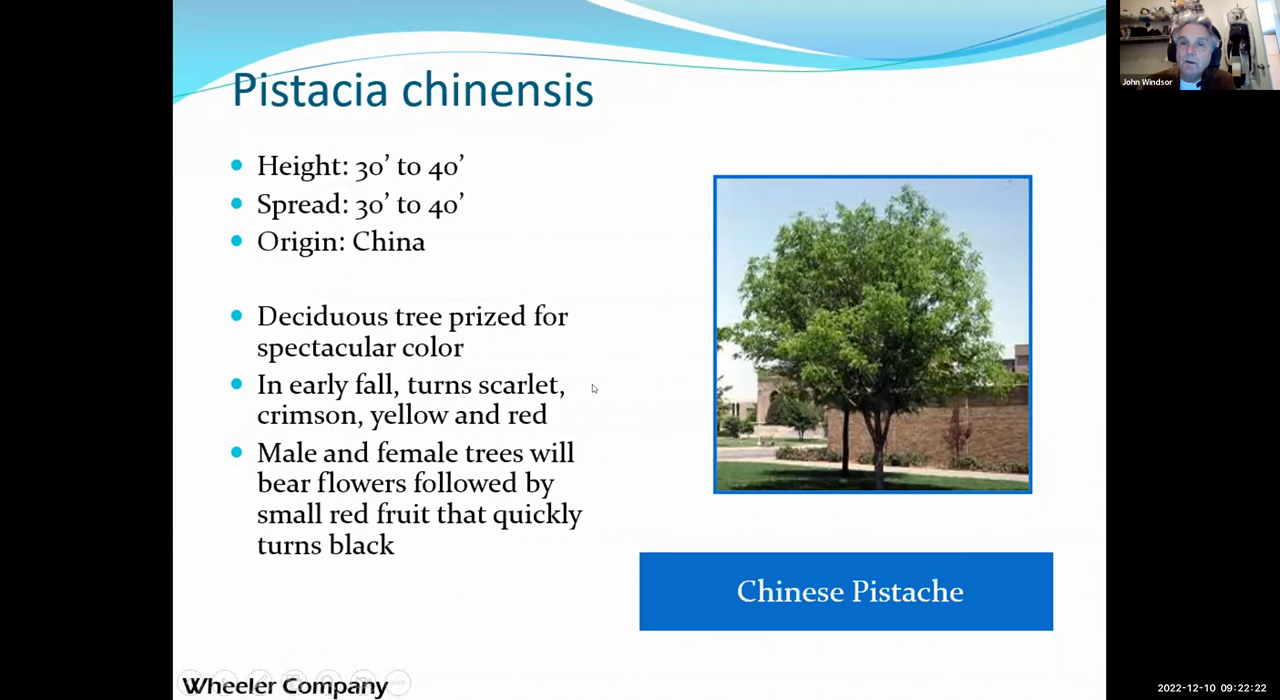 Pistacia chinensis
Height: 30’ to 40’
Spread: 30’ to 40’
Origin: China
Deciduous tree prized for
spectacular color
In early fall, turns scarlet,
crimson, yellow and red
Male and female trees will
bear flowers followed by
small red fruit that quickly
turns black
Chinese Pistache
Wheeler Company
John Windsor
2022-12-10 09:22:22